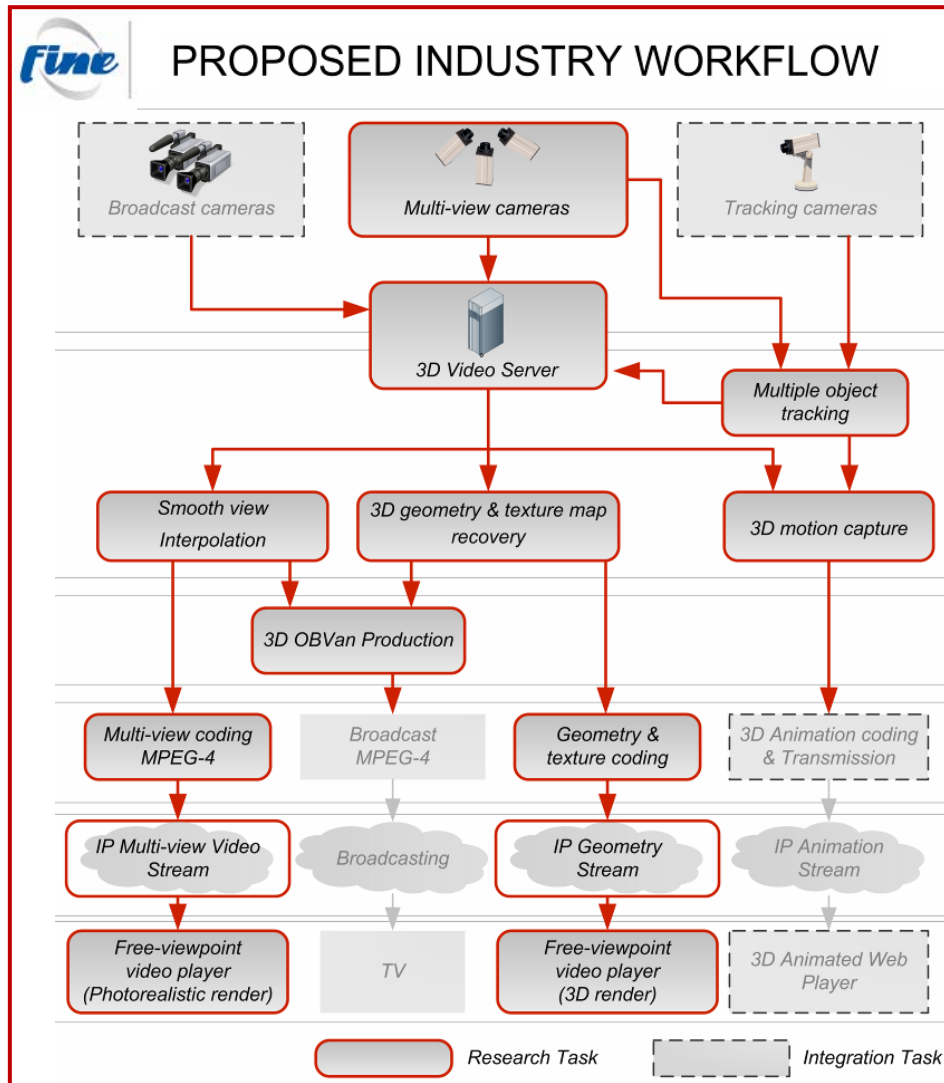 fine
PROPOSED INDUSTRY WORKFLOW
Broadcast cameras
Multi-view cameras
Tracking cameras
3D Video Server
Multiple object
tracking
Smooth view
Interpolation
3D geometry & texture map
recovery
3D motion capture
3D OBVan Production
Multi-view coding
MPEG-4
Broadcast
MPEG-4
Geometry &
texture coding
3D Animation coding
& Transmission
IP Multi-view Video
Stream
Broadcasting
IP Geometry
Stream
IP Animation
Stream
Free-viewpoint
video player
(Photorealistic render)
TV
Free-viewpoint
video player
(3D render)
3D Animated Web
Player
Research Task
Integration Task